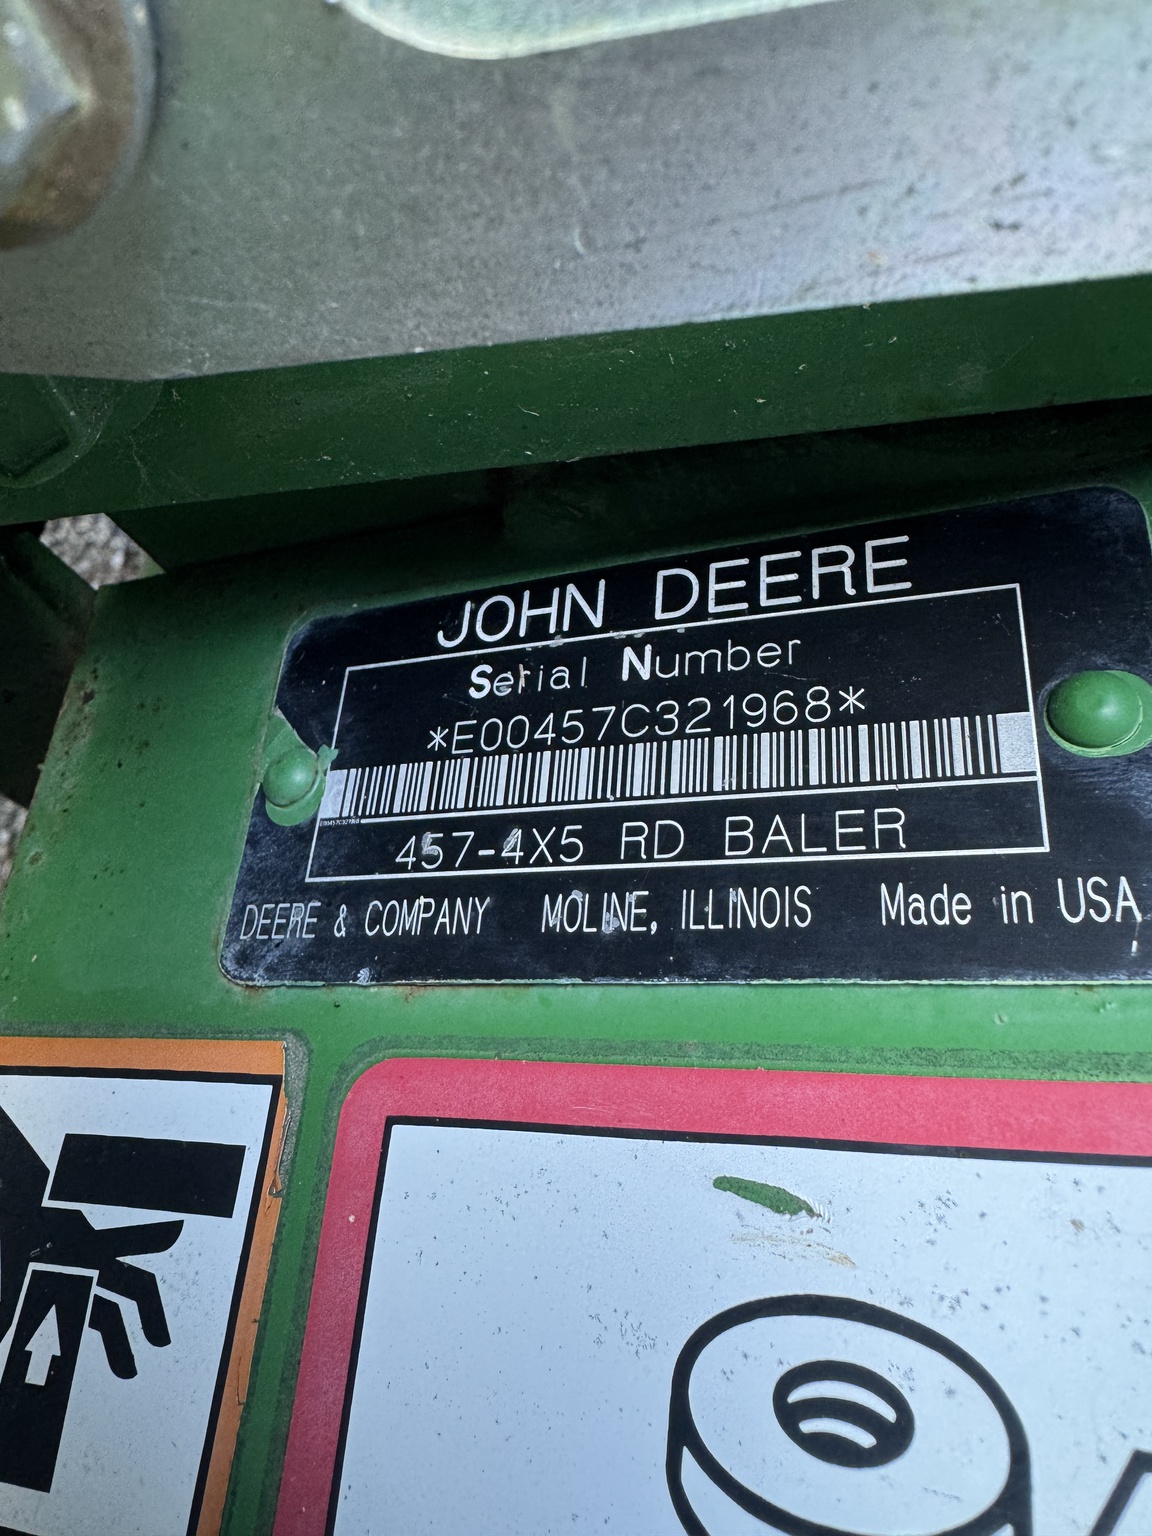 JOHN DEERE
Serial Number
*E00457C321968*
457-4X5 RD BALER
DEERE & COMPANY MOLINE, ILLINOIS Made in USA